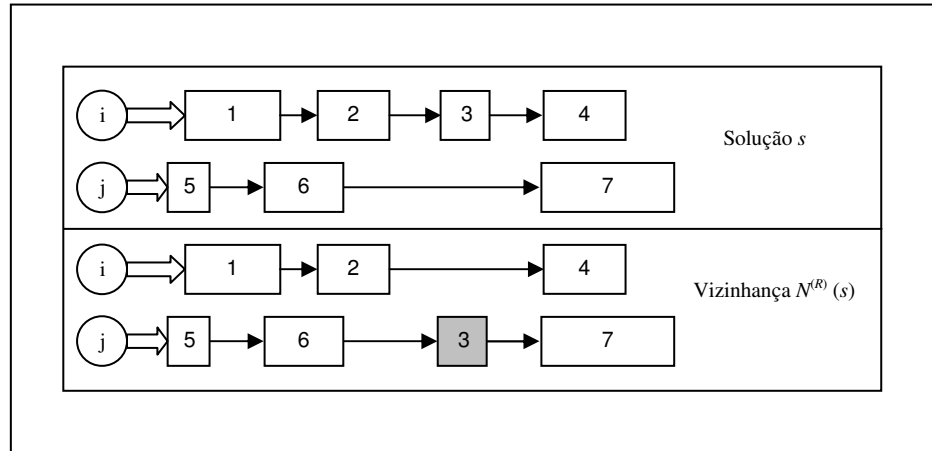 i 1 2 3 4
Solução s
j 5 6 7
i 1 2 4
Vizinhança N^(R) (s)
j 5 6 3 7